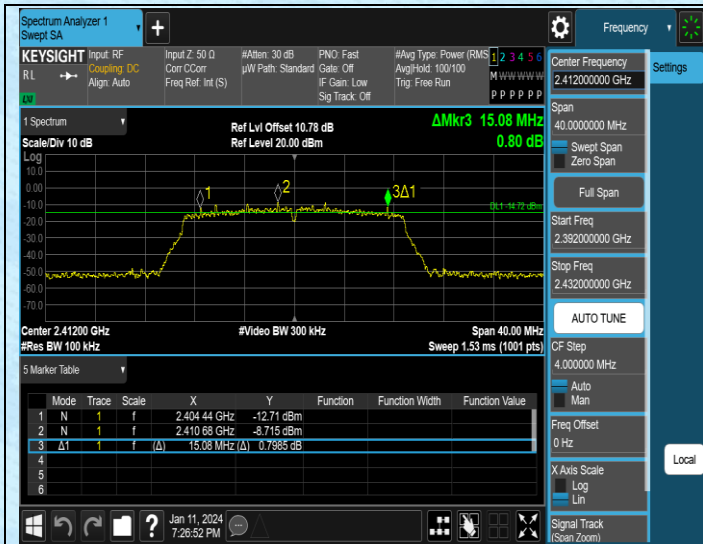 Spectrum Analyzer 1
Swept SA
+
Frequency
KEYSIGHT
RL
Input: RF
Coupling: DC
Align: Auto
Input Z: 50 Ω
Corr CCorr
Freq Ref: Int (S)
#Atten: 30 dB
µW Path: Standard
PNO: Fast
Gate: Off
IF Gain: Low
Sig Track: Off
#Avg Type: Power (RMS
Avg|Hold: 100/100
Trig: Free Run
1 2 3 4 5 6
M W W W W W
P P P P P P
Center Frequency
2.412000000 GHz
Settings
Span
40.0000000 MHz
Swept Span
Zero Span
Full Span
Start Freq
2.392000000 GHz
Stop Freq
2.432000000 GHz
AUTO TUNE
CF Step
4.000000 MHz
Auto
Man
Freq Offset
0 Hz
X Axis Scale
Log
Lin
Signal Track
(Span Zoom)
Local
1 Spectrum
Scale/Div 10 dB
Ref Lvl Offset 10.78 dB
Ref Level 20.00 dBm
ΔMkr3 15.08 MHz
0.80 dB
Log
10.0
0.00
-10.0
-20.0
-30.0
-40.0
-50.0
-60.0
-70.0
1
2
3Δ1
DL1 -14.72 dBm
Center 2.41200 GHz
#Video BW 300 kHz
Span 40.00 MHz
#Res BW 100 kHz
Sweep 1.53 ms (1001 pts)
5 Marker Table
Mode Trace Scale X Y Function Function Width Function Value
1 N 1 f 2.404 44 GHz -12.71 dBm
2 N 1 f 2.410 68 GHz -8.715 dBm
3 Δ1 1 f (Δ) 15.08 MHz (Δ) 0.7985 dB
4
5
6
?
Jan 11, 2024
7:26:52 PM